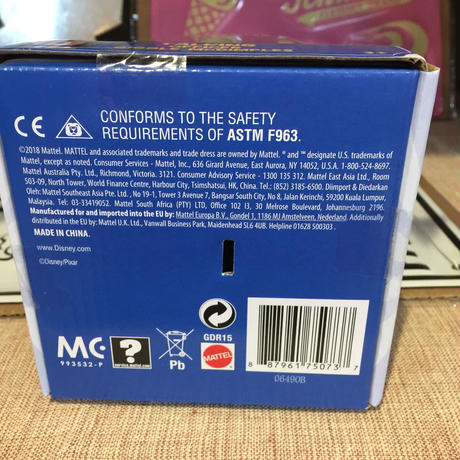 CE
CONFORMS TO THE SAFETY
REQUIREMENTS OF ASTM F963.
©2018 Mattel. MATTEL and associated trademarks and trade dress are owned by Mattel. ® and ™ designate U.S. trademarks of
Mattel, except as noted. Consumer Services - Mattel, Inc., 636 Girard Avenue, East Aurora, NY 14052, U.S.A. 1-800-524-8697.
Mattel Australia Pty. Ltd., Richmond, Victoria. 3121. Consumer Advisory Service - 1300 135 312. Mattel East Asia Ltd., Room
503-09, North Tower, World Finance Centre, Harbour City, Tsimshatsui, HK, China. Tel.: (852) 3185-6500. Diimport & Diedarkan
Oleh: Mattel Southeast Asia Pte. Ltd., No 19-1, Tower 3 Avenue 7, Bangsar South City, No 8, Jalan Kerinchi, 59200 Kuala Lumpur,
Malaysia. Tel: 03-33419052. Mattel South Africa (PTY) LTD, Office 102 I3, 30 Melrose Boulevard, Johannesburg 2196.
Manufactured for and imported into the EU by: Mattel Europa B.V., Gondel 1, 1186 MJ Amstelveen, Nederland. Additionally
distributed in the EU by: Mattel U.K. Ltd., Vanwall Business Park, Maidenhead SL6 4UB. Helpline 01628 500303.
MADE IN CHINA.
www.Disney.com
©Disney/Pixar
MC
993532-P
?
service.mattel.com
Pb
GDR15
MATTEL
8 87961 75073 7
06490B